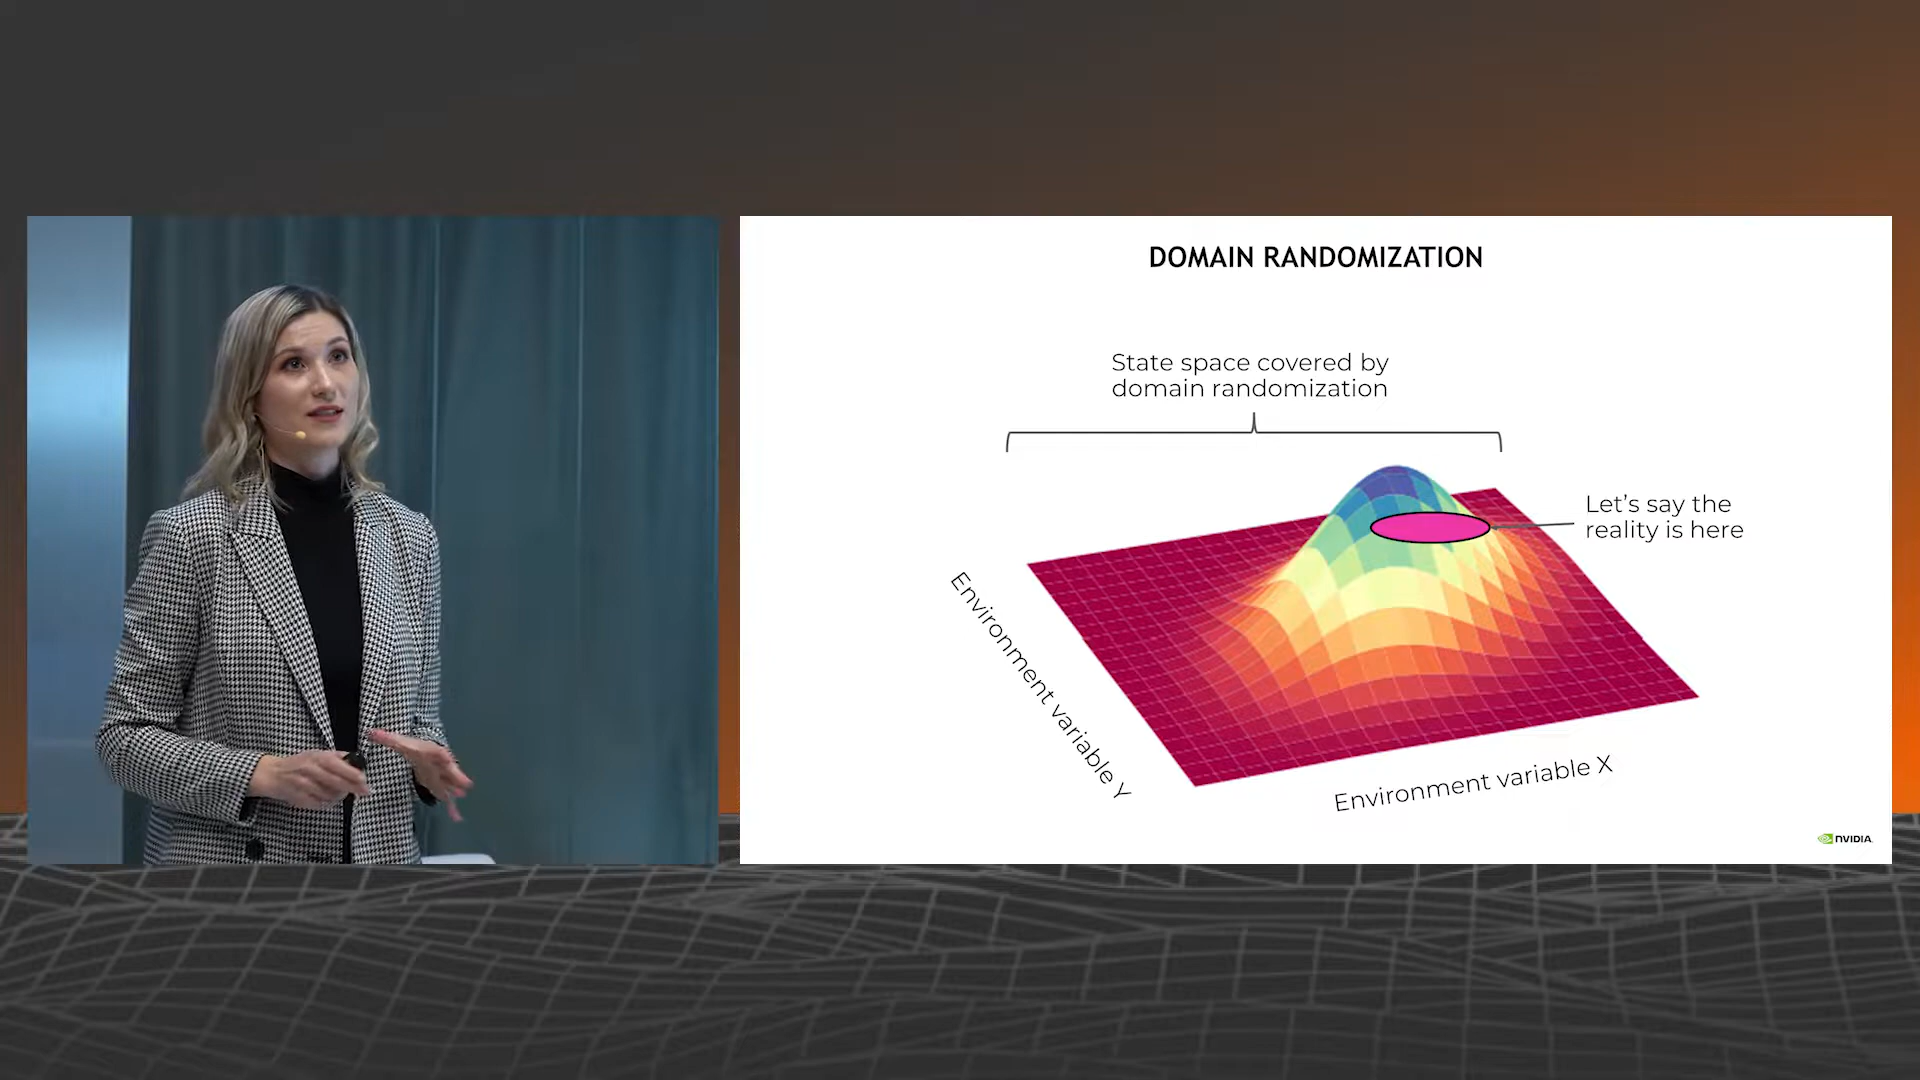 DOMAIN RANDOMIZATION
State space covered by
domain randomization
Let's say the
reality is here
Environment variable Y
Environment variable X
NVIDIA